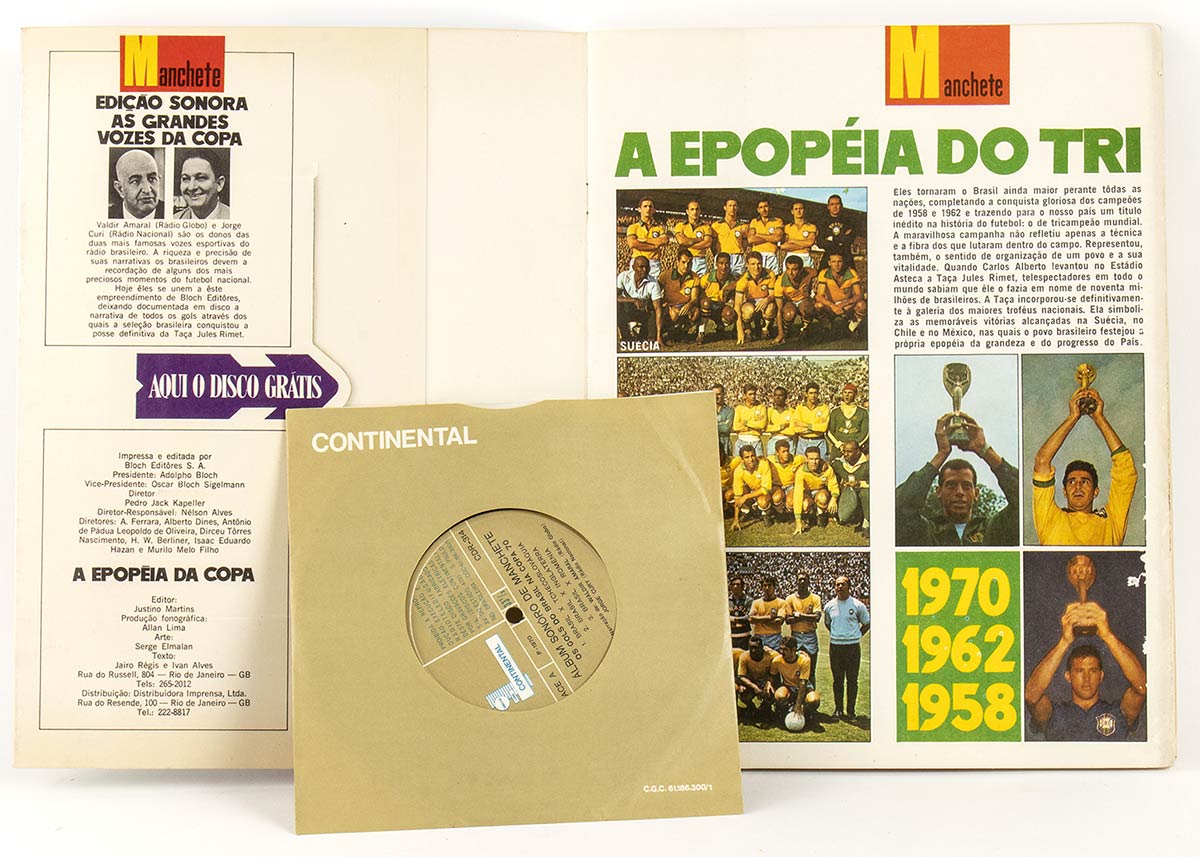 Manchete
EDIÇÃO SONORA
AS GRANDES
VOZES DA COPA
Valdir Amaral (Rádio Globo) e Jorge
Curi (Rádio Nacional) são os donos das
duas mais famosas vozes esportivas do
rádio brasileiro. A riqueza e precisão de
suas narrativas os brasileiros devem a
recordação de alguns dos mais
preciosos momentos do futebol nacional.
Hoje êles se unem a êste
empreendimento de Bloch Editôres,
deixando documentada em disco a
narrativa de todos os gols através dos
quais a seleção brasileira conquistou a
posse definitiva da Taça Jules Rimet.
AQUI O DISCO GRÁTIS
Impressa e editada por
Bloch Editôres S. A.
Presidente: Adolpho Bloch
Vice-Presidente: Oscar Bloch Sigelmann
Diretor
Pedro Jack Kapeller
Diretor-Responsável: Nélson Alves
Diretores: A. Ferrara, Alberto Dines, Antônio
de Pádua Leopoldo de Oliveira, Dirceu Tôrres
Nascimento, H. W. Berliner, Isaac Eduardo
Hazan e Murilo Melo Filho
A EPOPÉIA DA COPA
Editor:
Justino Martins
Produção fonográfica:
Allan Lima
Arte:
Serge Elmalan
Texto:
Jairo Régis e Ivan Alves
Rua do Russell, 804 — Rio de Janeiro — GB
Tels: 265-2012
Distribuição: Distribuidora Imprensa, Ltda.
Rua do Resende, 100 — Rio de Janeiro — GB
Tel.: 222-8817
CONTINENTAL
CDR-314
FACE A
ÁLBUM SONORO DE MANCHETE
OS GOLS DO BRASIL NA COPA 70
1. BRASIL X TCHECOSLOVÁQUIA
2. BRASIL X INGLATERRA
3. BRASIL X ROMENIA
P. 1970
CONTINENTAL
C.G.C. 61.186.300/1
Manchete
A EPOPÉIA DO TRI
Êles tornaram o Brasil ainda maior perante tôdas as
nações, completando a conquista gloriosa dos campeões
de 1958 e 1962 e trazendo para o nosso país um título
inédito na história do futebol: o de tricampeão mundial.
A maravilhosa campanha não refletiu apenas a técnica
e a fibra dos que lutaram dentro do campo. Representou,
também, o sentido de organização de um povo e a sua
vitalidade. Quando Carlos Alberto levantou no Estádio
Asteca a Taça Jules Rimet, telespectadores em todo o
mundo sabiam que êle o fazia em nome de noventa mi-
lhões de brasileiros. A Taça incorporou-se definitivamen-
te à galeria dos maiores troféus nacionais. Ela simboli-
za as memoráveis vitórias alcançadas na Suécia, no
Chile e no México, nas quais o povo brasileiro festejou a
própria epopéia da grandeza e do progresso do País.
SUÉCIA
1970
1962
1958